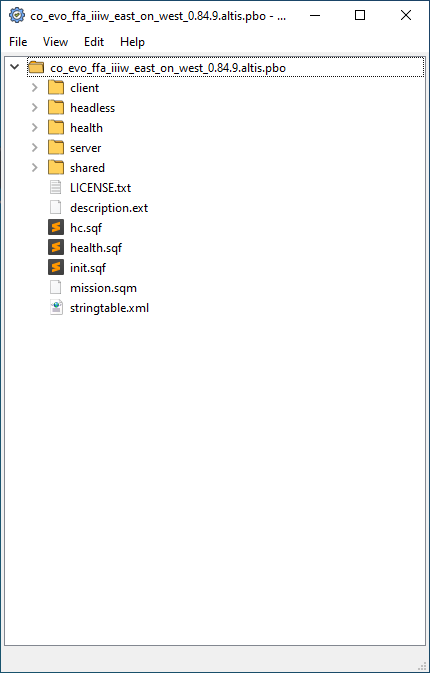 co_evo_ffa_iiiw_east_on_west_0.84.9.altis.pbo - ...
File View Edit Help
co_evo_ffa_iiiw_east_on_west_0.84.9.altis.pbo
client
headless
health
server
shared
LICENSE.txt
description.ext
hc.sqf
health.sqf
init.sqf
mission.sqm
stringtable.xml